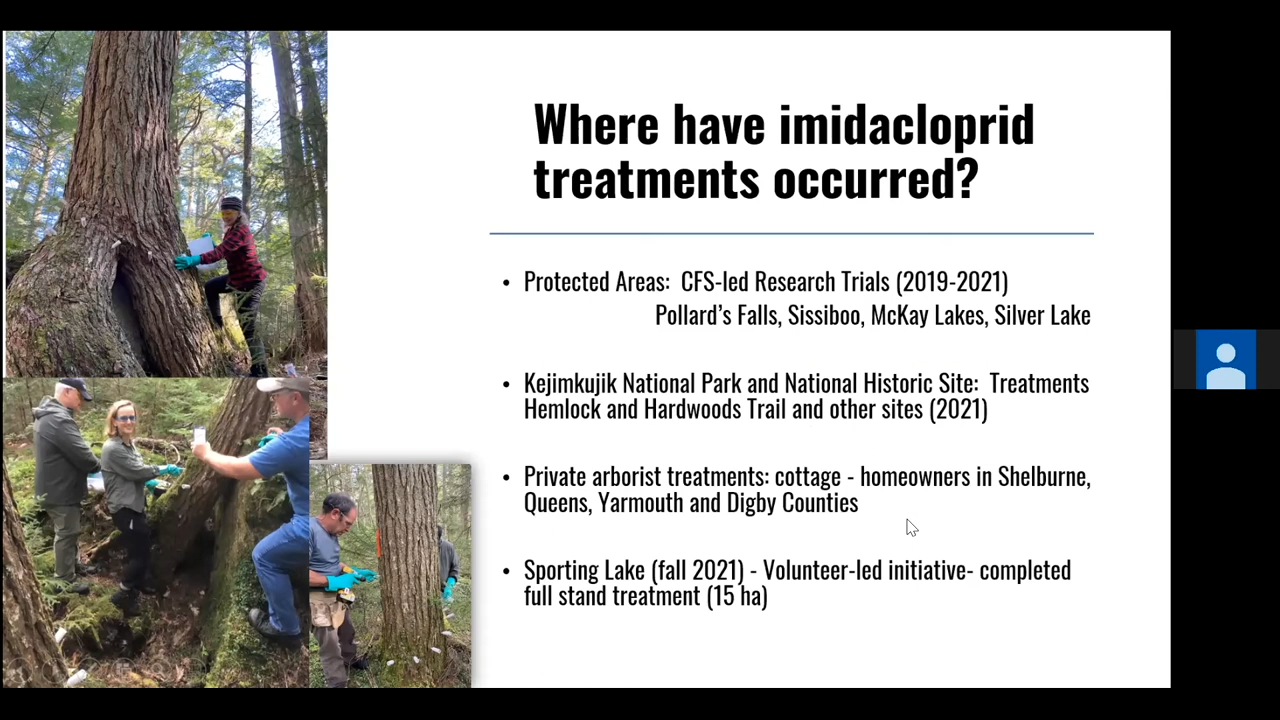 Where have imidacloprid
treatments occurred?
• Protected Areas: CFS-led Research Trials (2019-2021)
Pollard's Falls, Sissiboo, McKay Lakes, Silver Lake
• Kejimkujik National Park and National Historic Site: Treatments
Hemlock and Hardwoods Trail and other sites (2021)
• Private arborist treatments: cottage - homeowners in Shelburne,
Queens, Yarmouth and Digby Counties
• Sporting Lake (fall 2021) - Volunteer-led initiative- completed
full stand treatment (15 ha)